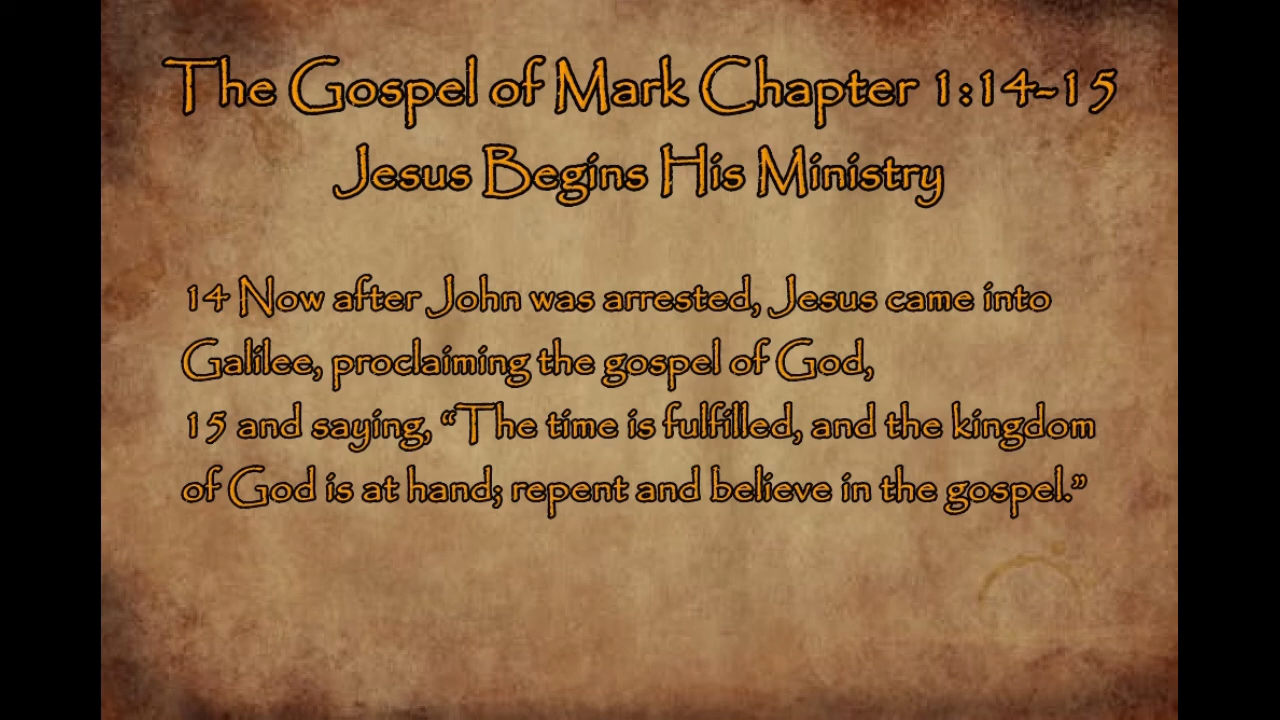 The Gospel of Mark Chapter 1:14-15
Jesus Begins His Ministry
14 Now after John was arrested, Jesus came into
Galilee, proclaiming the gospel of God,
15 and saying, “The time is fulfilled, and the kingdom
of God is at hand; repent and believe in the gospel.”